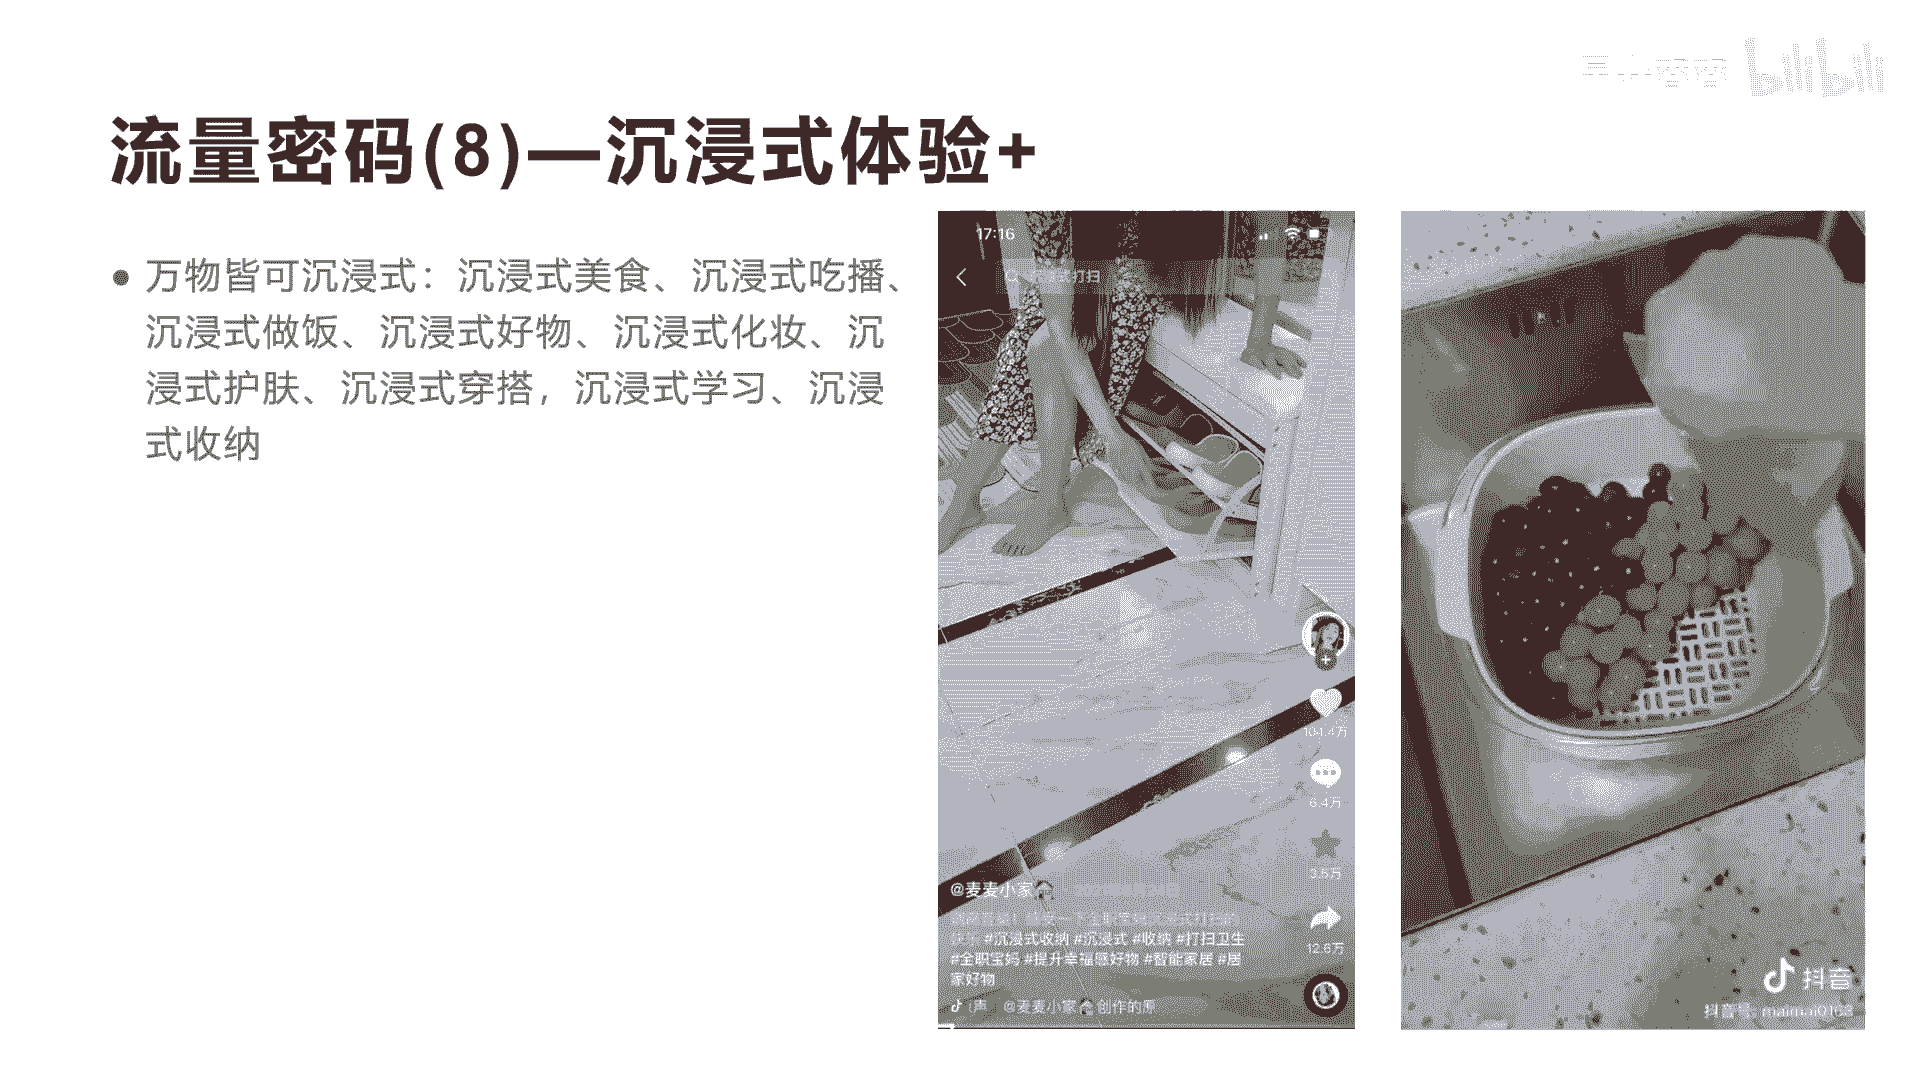 bilibili
流量密码(8)—沉浸式体验+
• 万物皆可沉浸式：沉浸式美食、沉浸式吃播、
沉浸式做饭、沉浸式好物、沉浸式化妆、沉
浸式护肤、沉浸式穿搭，沉浸式学习、沉浸
式收纳
17:16
式打扫
101.4万
6.4万
3.5万
12.6万
@麦麦小家
#沉浸式收纳 #沉浸式 #收纳 #打扫卫生
#全职宝妈 #提升幸福感好物 #智能家居 #居
家好物
@麦麦小家 创作的原
抖音
抖音号: maimai0168